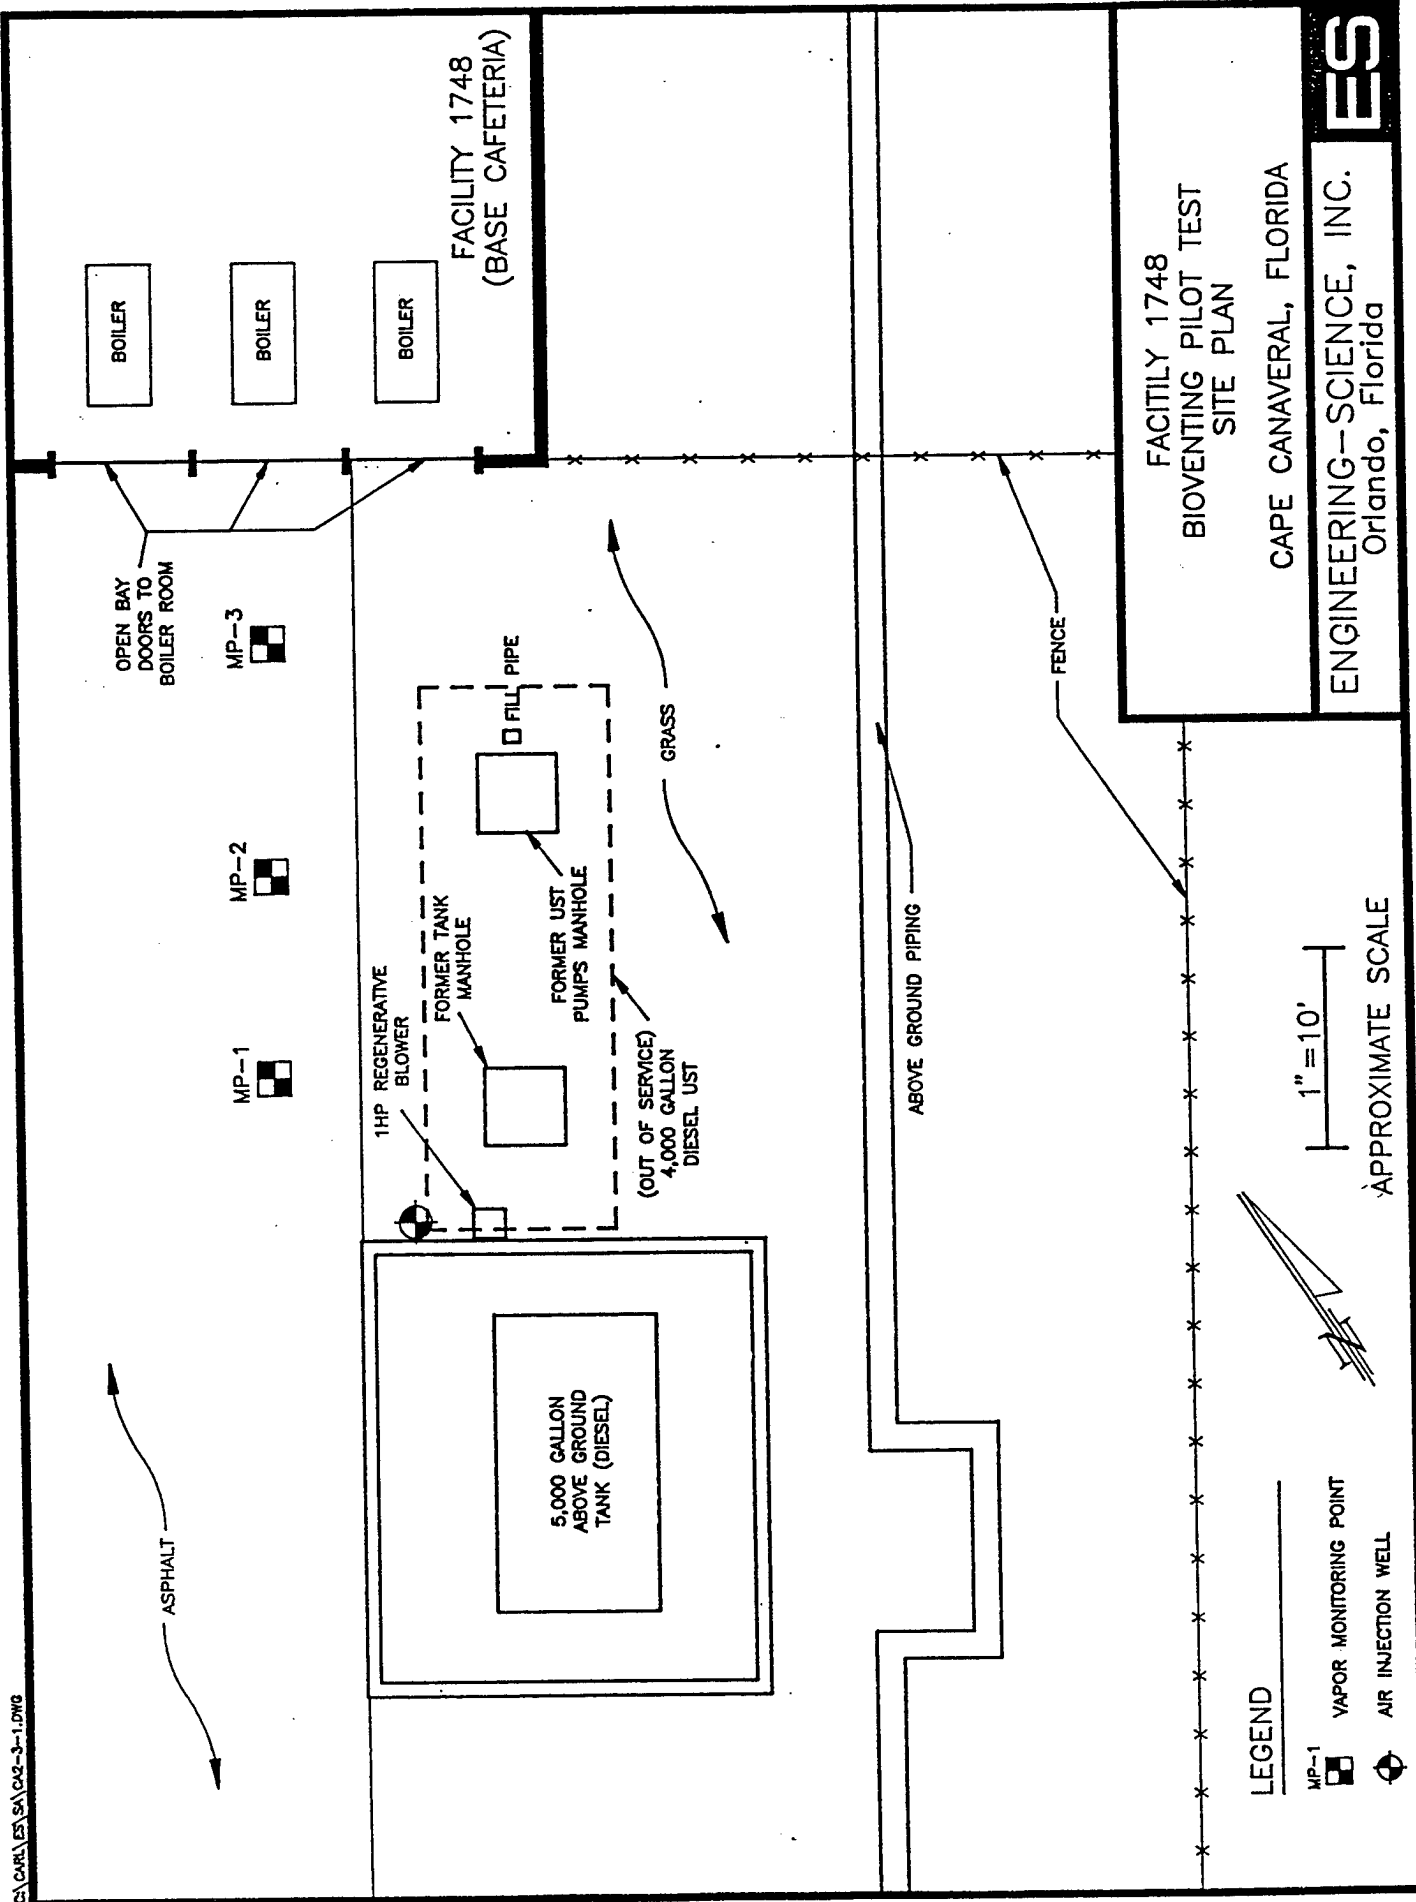 C:\CARL\ES\SA\CA2-3-1.DWG
ASPHALT
OPEN BAY
DOORS TO
BOILER ROOM
BOILER
BOILER
BOILER
FACILITY 1748
(BASE CAFETERIA)
MP-1
MP-2
MP-3
1HP REGENERATIVE
BLOWER
FORMER TANK
MANHOLE
FORMER UST
PUMPS MANHOLE
FILL PIPE
5,000 GALLON
ABOVE GROUND
TANK (DIESEL)
(OUT OF SERVICE)
4,000 GALLON
DIESEL UST
GRASS
ABOVE GROUND PIPING
FENCE
LEGEND
MP-1
VAPOR MONITORING POINT
AIR INJECTION WELL
N
1"=10'
APPROXIMATE SCALE
FACITILY 1748
BIOVENTING PILOT TEST
SITE PLAN
CAPE CANAVERAL, FLORIDA
ENGINEERING-SCIENCE, INC.
Orlando, Florida
ES